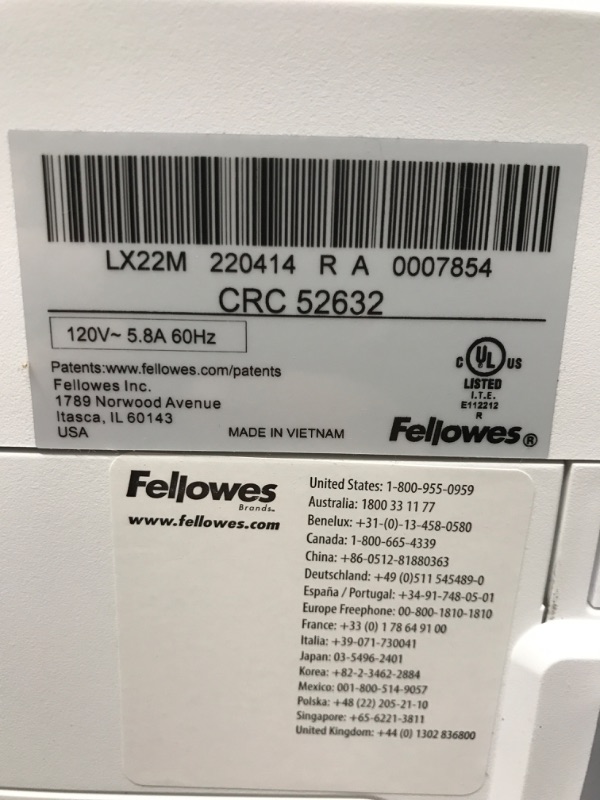 LX22M 220414 R A 0007854
CRC 52632
120V~ 5.8A 60Hz
Patents:www.fellowes.com/patents
Fellowes Inc.
1789 Norwood Avenue
Itasca, IL 60143
USA
MADE IN VIETNAM
C UL US
LISTED
I.T.E.
E112212
R
Fellowes®
Fellowes
Brands™
www.fellowes.com
United States: 1-800-955-0959
Australia: 1800 33 11 77
Benelux: +31-(0)-13-458-0580
Canada: 1-800-665-4339
China: +86-0512-81880363
Deutschland: +49 (0)511 545489-0
España / Portugal: +34-91-748-05-01
Europe Freephone: 00-800-1810-1810
France: +33 (0) 1 78 64 91 00
Italia: +39-071-730041
Japan: 03-5496-2401
Korea: +82-2-3462-2884
Mexico: 001-800-514-9057
Polska: +48 (22) 205-21-10
Singapore: +65-6221-3811
United Kingdom: +44 (0) 1302 836800